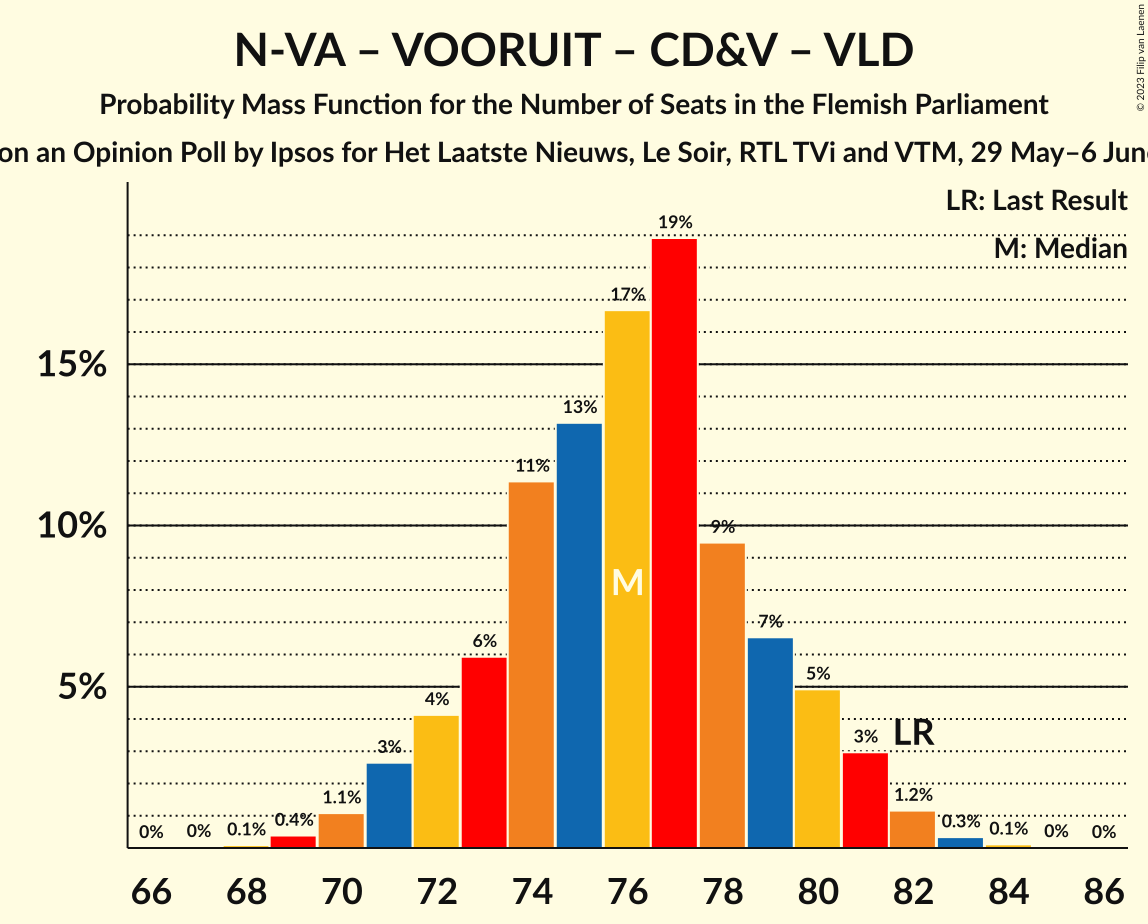 N-VA – VOORUIT – CD&V – VLD
Probability Mass Function for the Number of Seats in the Flemish Parliament
on an Opinion Poll by Ipsos for Het Laatste Nieuws, Le Soir, RTL TVi and VTM, 29 May–6 June
© 2023 Filip van Laenen
LR: Last Result
M: Median
15%
10%
5%
0% 0% 0.1% 0.4% 1.1% 3% 4% 6% 11% 13% 17% 19% 9% 7% 5% 3% 1.2% 0.3% 0.1% 0% 0%
M
LR
66 68 70 72 74 76 78 80 82 84 86